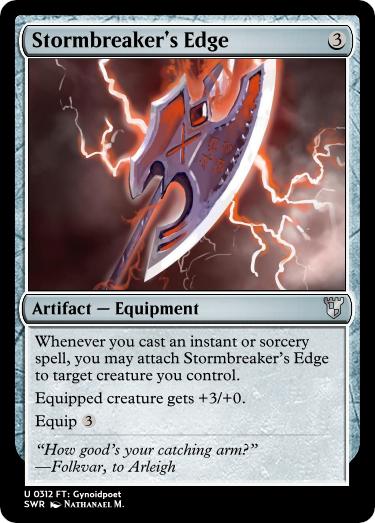 Stormbreaker's Edge 3
Artifact — Equipment
Whenever you cast an instant or sorcery
spell, you may attach Stormbreaker's Edge
to target creature you control.
Equipped creature gets +3/+0.
Equip 3
"How good's your catching arm?"
—Folkvar, to Arleigh
U 0312 FT: Gynoidpoet
SWR Nathanael M.